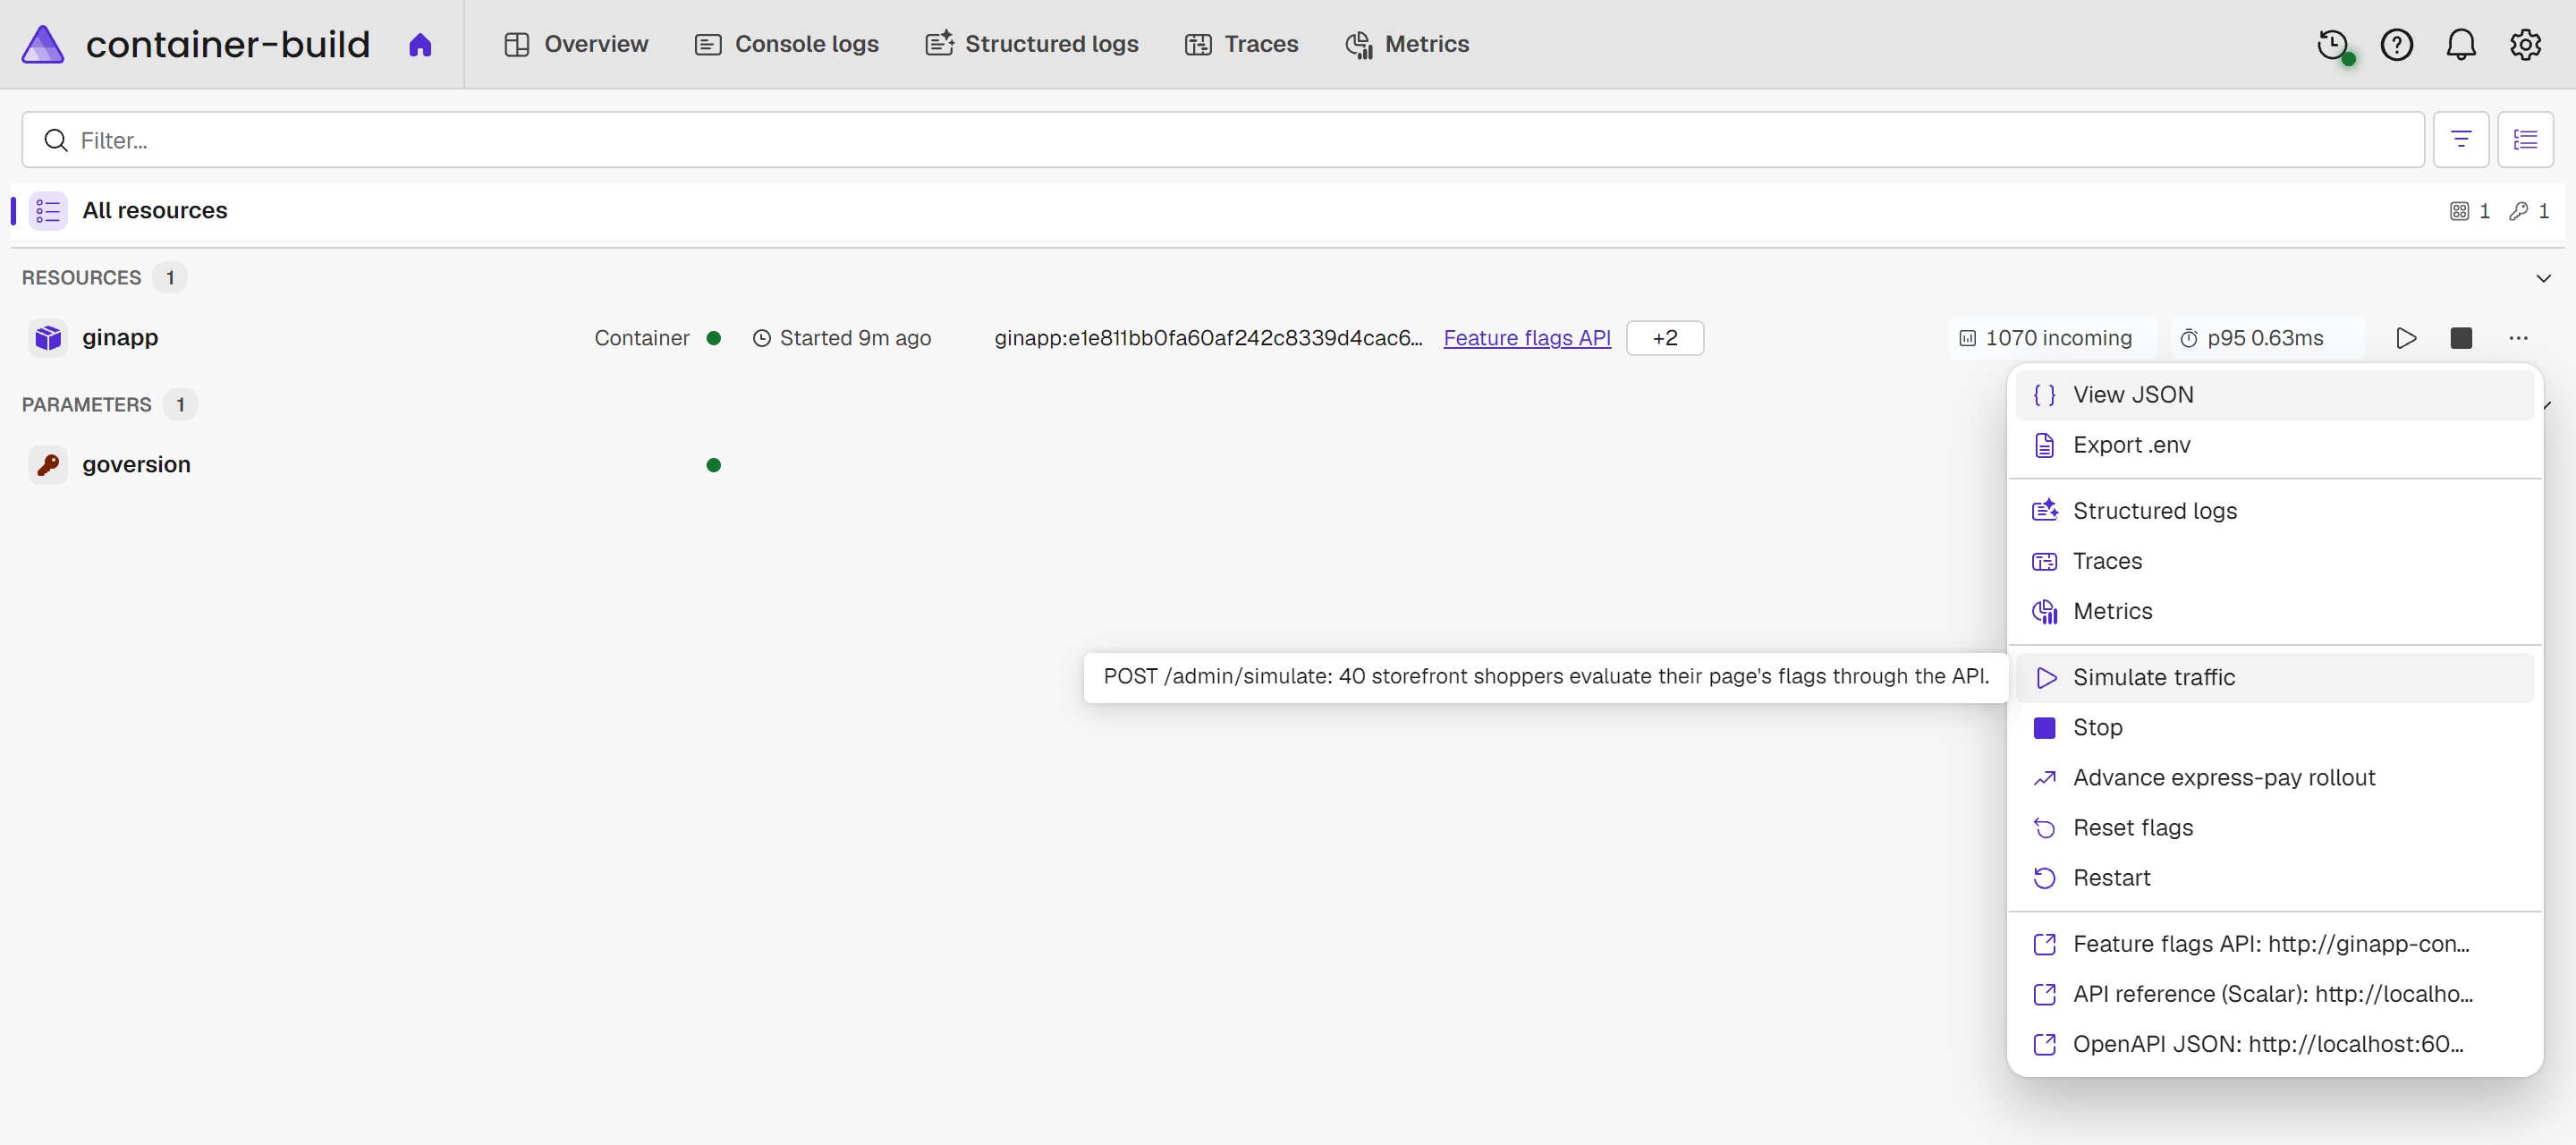 container-build
Overview
Console logs
Structured logs
Traces
Metrics
Filter...
All resources
1
1
RESOURCES 1
ginapp
Container
Started 9m ago
ginapp:e1e811bb0fa60af242c8339d4cac6...
Feature flags API
+2
1070 incoming
p95 0.63ms
PARAMETERS 1
goversion
View JSON
Export .env
Structured logs
Traces
Metrics
POST /admin/simulate: 40 storefront shoppers evaluate their page's flags through the API.
Simulate traffic
Stop
Advance express-pay rollout
Reset flags
Restart
Feature flags API: http://ginapp-con...
API reference (Scalar): http://localho...
OpenAPI JSON: http://localhost:60...